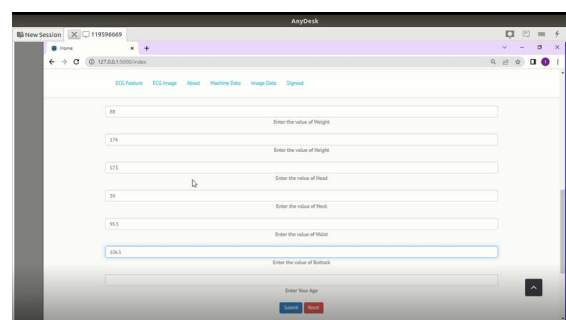 AnyDesk
New Session
119596669
Home
127.0.0.1:5000/index
ECG Feature ECG Image About Machine Data Image Data Signout
88
Enter the value of Weight
174
Enter the value of Height
57.5
Enter the value of Head
39
Enter the value of Neck
95.5
Enter the value of Waist
106.5
Enter the value of Buttock
Enter Your Age
Submit Reset